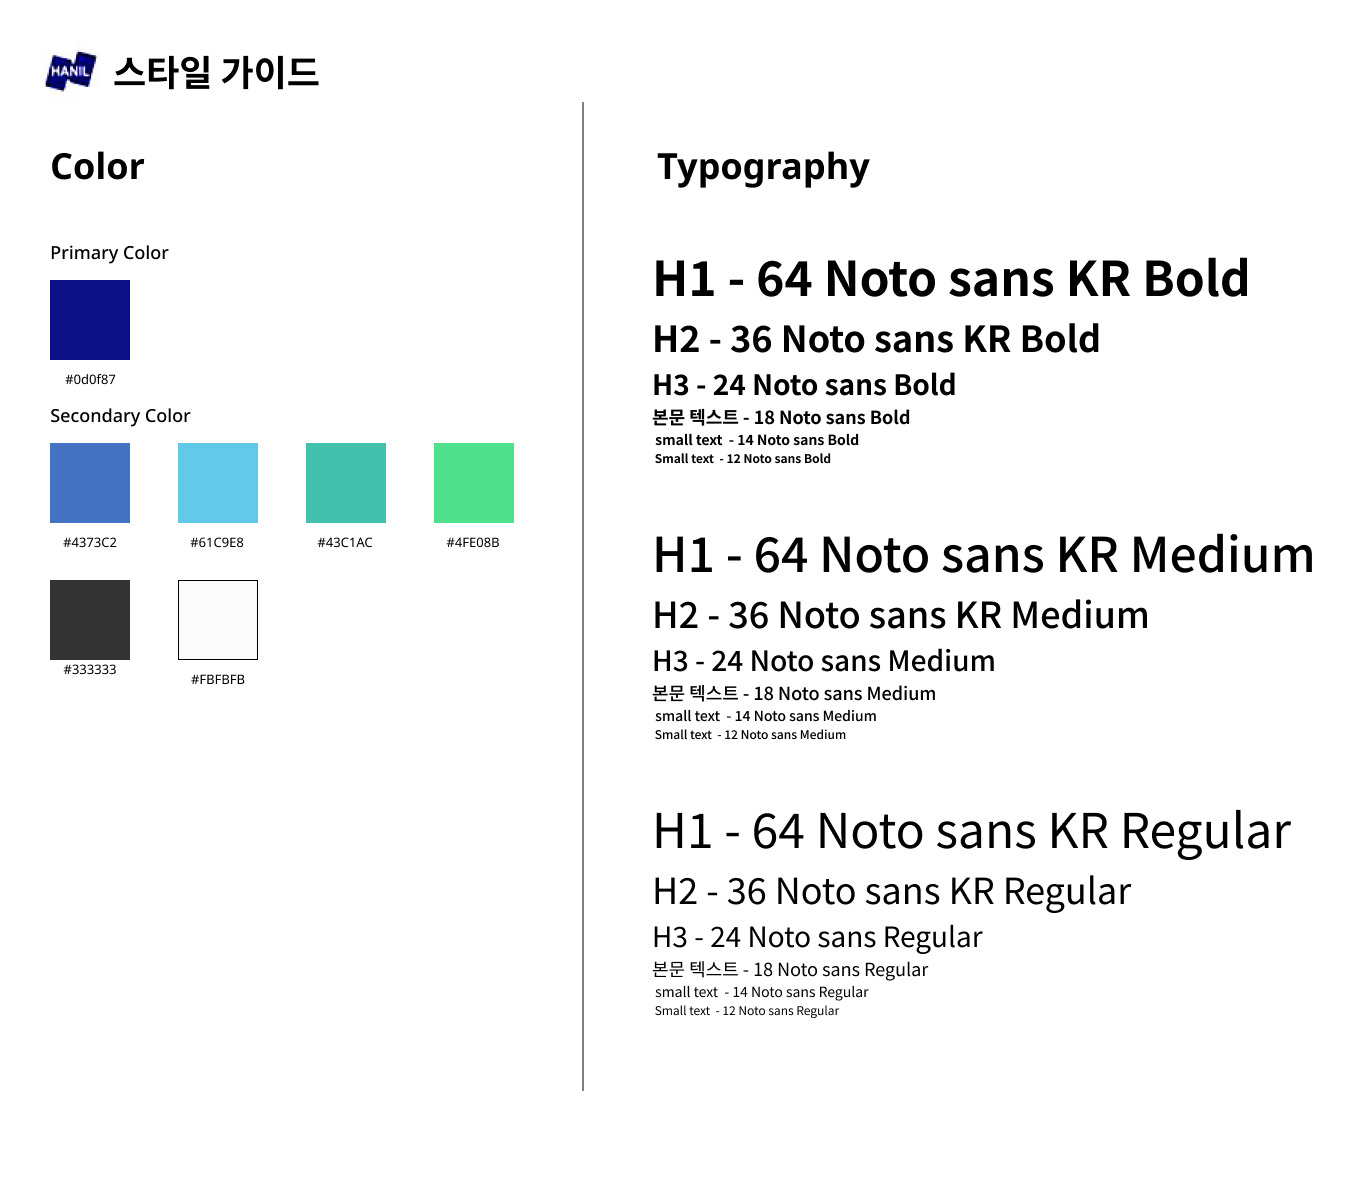 HANIL 스타일 가이드
Color
Primary Color
#0d0f87
Secondary Color
#4373C2 #61C9E8 #43C1AC #4FE08B
#333333 #FBFBFB
Typography
H1 - 64 Noto sans KR Bold
H2 - 36 Noto sans KR Bold
H3 - 24 Noto sans Bold
본문 텍스트 - 18 Noto sans Bold
small text - 14 Noto sans Bold
Small text - 12 Noto sans Bold
H1 - 64 Noto sans KR Medium
H2 - 36 Noto sans KR Medium
H3 - 24 Noto sans Medium
본문 텍스트 - 18 Noto sans Medium
small text - 14 Noto sans Medium
Small text - 12 Noto sans Medium
H1 - 64 Noto sans KR Regular
H2 - 36 Noto sans KR Regular
H3 - 24 Noto sans Regular
본문 텍스트 - 18 Noto sans Regular
small text - 14 Noto sans Regular
Small text - 12 Noto sans Regular